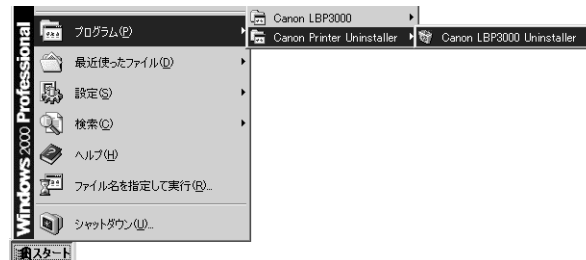 Windows 2000 Professional
プログラム(P)
最近使ったファイル(D)
設定(S)
検索(C)
ヘルプ(H)
ファイル名を指定して実行(R)...
シャットダウン(U)...
スタート
Canon LBP3000
Canon Printer Uninstaller
Canon LBP3000 Uninstaller